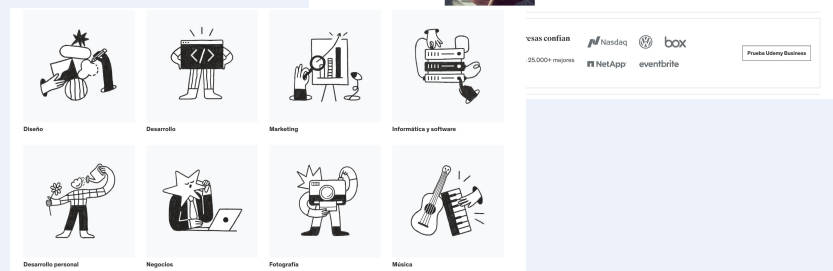 Diseño
Desarrollo
Marketing
Informática y software
Desarrollo personal
Negocios
Fotografía
Música
confían
Nasdaq
box
25.000+ mejores
NetApp
eventbrite
Prueba Udemy Business